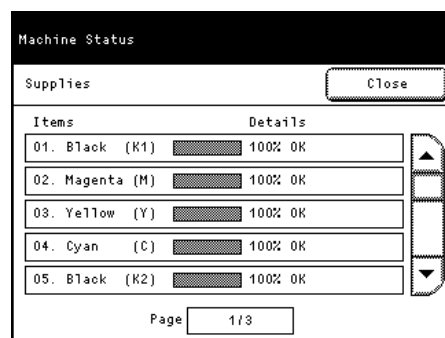 Machine Status
Supplies Close
Items Details
01. Black (K1) 100% OK
02. Magenta (M) 100% OK
03. Yellow (Y) 100% OK
04. Cyan (C) 100% OK
05. Black (K2) 100% OK
Page 1/3